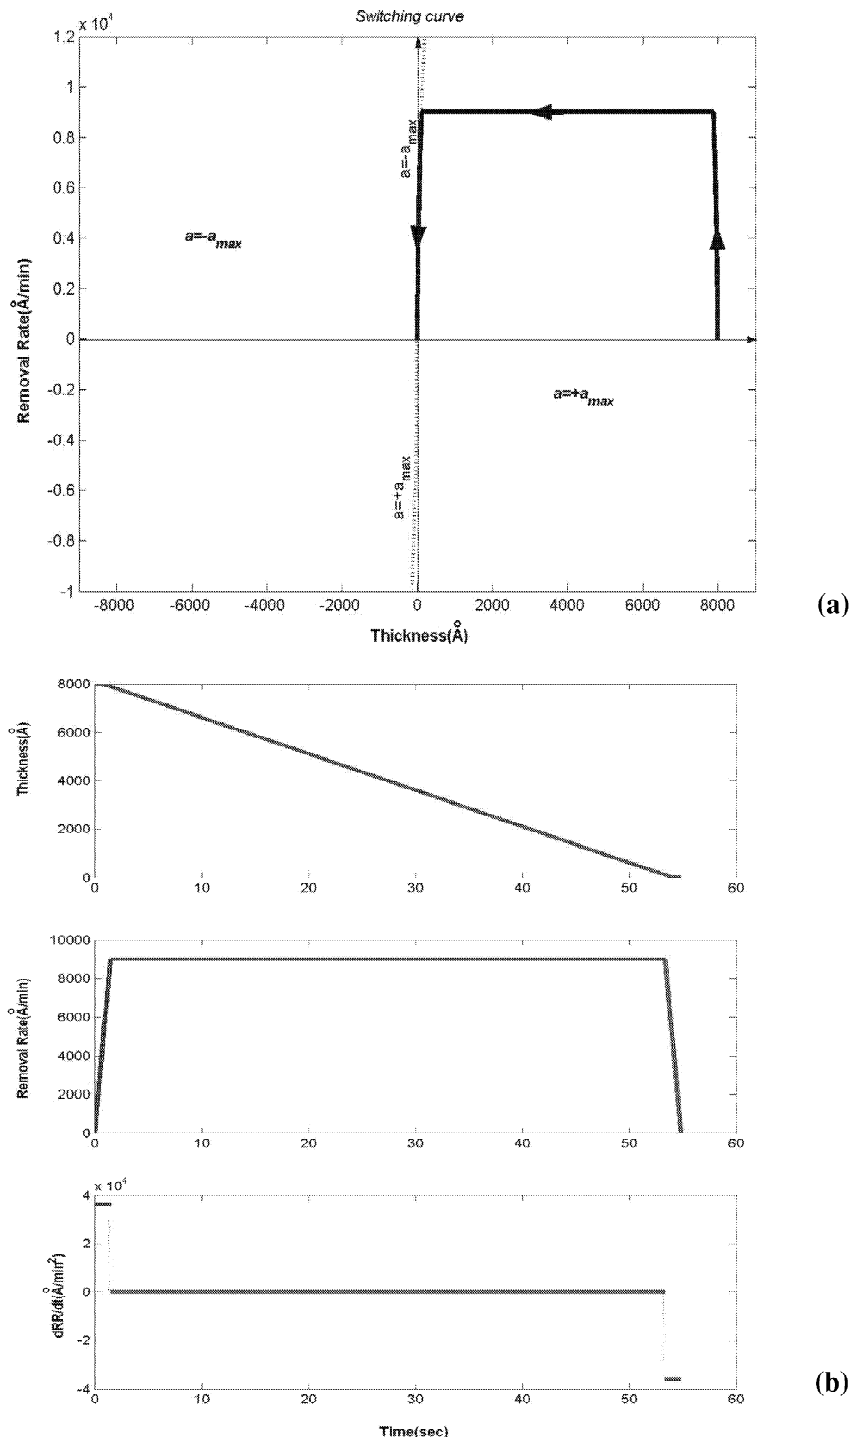 Switching curve
x 10⁴
1.2
1
0.8
0.6
0.4
0.2
0
-0.2
-0.4
-0.6
-0.8
-1
Removal Rate(Å/min)
a=-a_max
a=-a_max
a=+a_max
a=+a_max
-8000 -6000 -4000 -2000 0 2000 4000 6000 8000
Thickness(Å)
(a)
8000
6000
4000
2000
0
Thickness(Å)
0 10 20 30 40 50 60
10000
8000
6000
4000
2000
0
Removal Rate(Å/min)
0 10 20 30 40 50 60
x 10⁴
4
2
0
-2
-4
dRR/dt(Å/min²)
0 10 20 30 40 50 60
Time(sec)
(b)